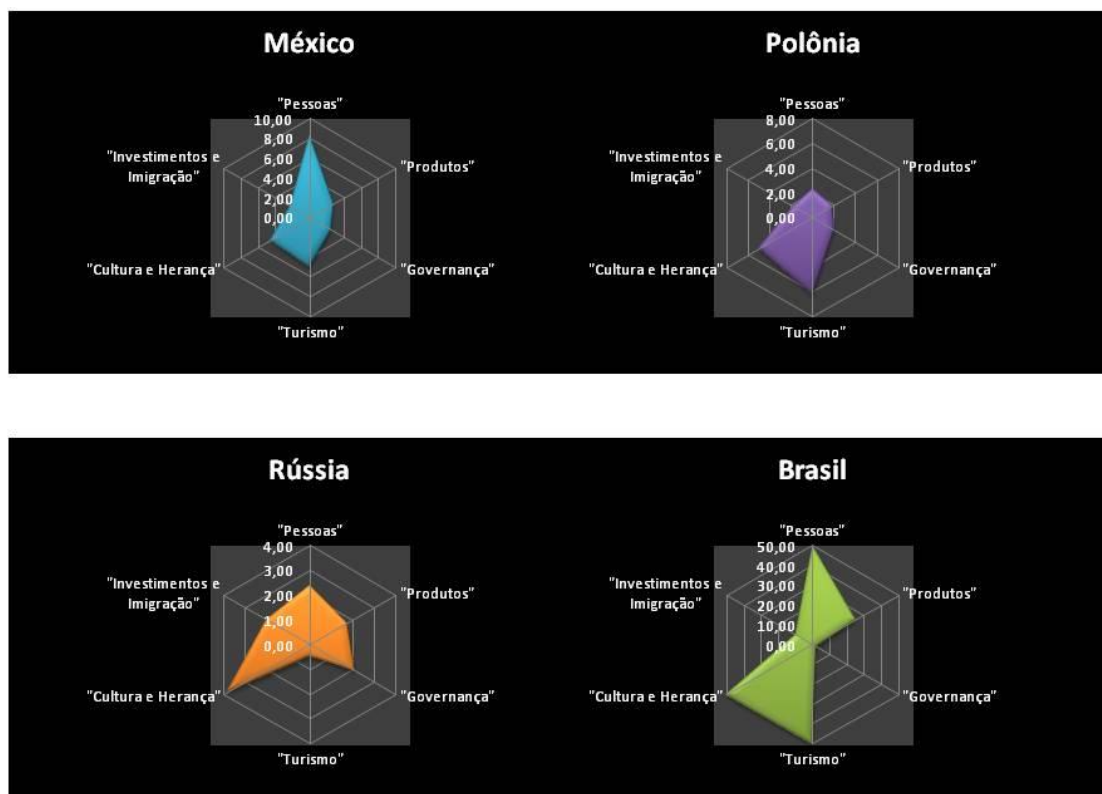 México
"Pessoas"
10,00
8,00
6,00
4,00
2,00
0,00
"Produtos"
"Governança"
"Turismo"
"Cultura e Herança"
"Investimentos e
Imigração"
Polônia
"Pessoas"
8,00
6,00
4,00
2,00
0,00
"Produtos"
"Governança"
"Turismo"
"Cultura e Herança"
"Investimentos e
Imigração"
Rússia
"Pessoas"
4,00
3,00
2,00
1,00
0,00
"Produtos"
"Governança"
"Turismo"
"Cultura e Herança"
"Investimentos e
Imigração"
Brasil
"Pessoas"
50,00
40,00
30,00
20,00
10,00
0,00
"Produtos"
"Governança"
"Turismo"
"Cultura e Herança"
"Investimentos e
Imigração"